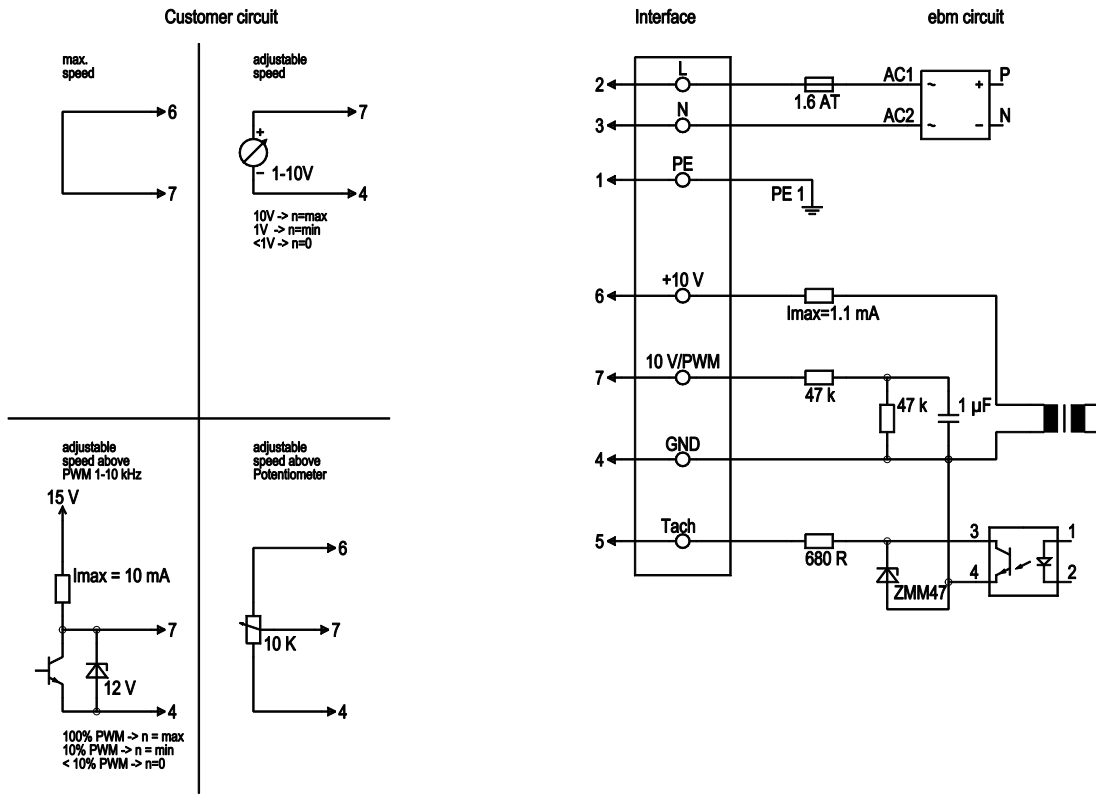 Customer circuit
Interface
ebm circuit
max.
speed
6
7
adjustable
speed
7
+
−
1-10V
4
10V -> n=max
1V -> n=min
<1V -> n=0
adjustable
speed above
PWM 1-10 kHz
15 V
Imax = 10 mA
7
12 V
4
100% PWM -> n = max
10% PWM -> n = min
< 10% PWM -> n=0
adjustable
speed above
Potentiometer
6
7
10 K
4
2
L
1.6 AT
AC1
~
+
P
3
N
AC2
~
−
N
1
PE
PE 1
6
+10 V
Imax=1.1 mA
7
10 V/PWM
47 k
47 k
1 µF
4
GND
5
Tach
680 R
ZMM47
3
4
1
2